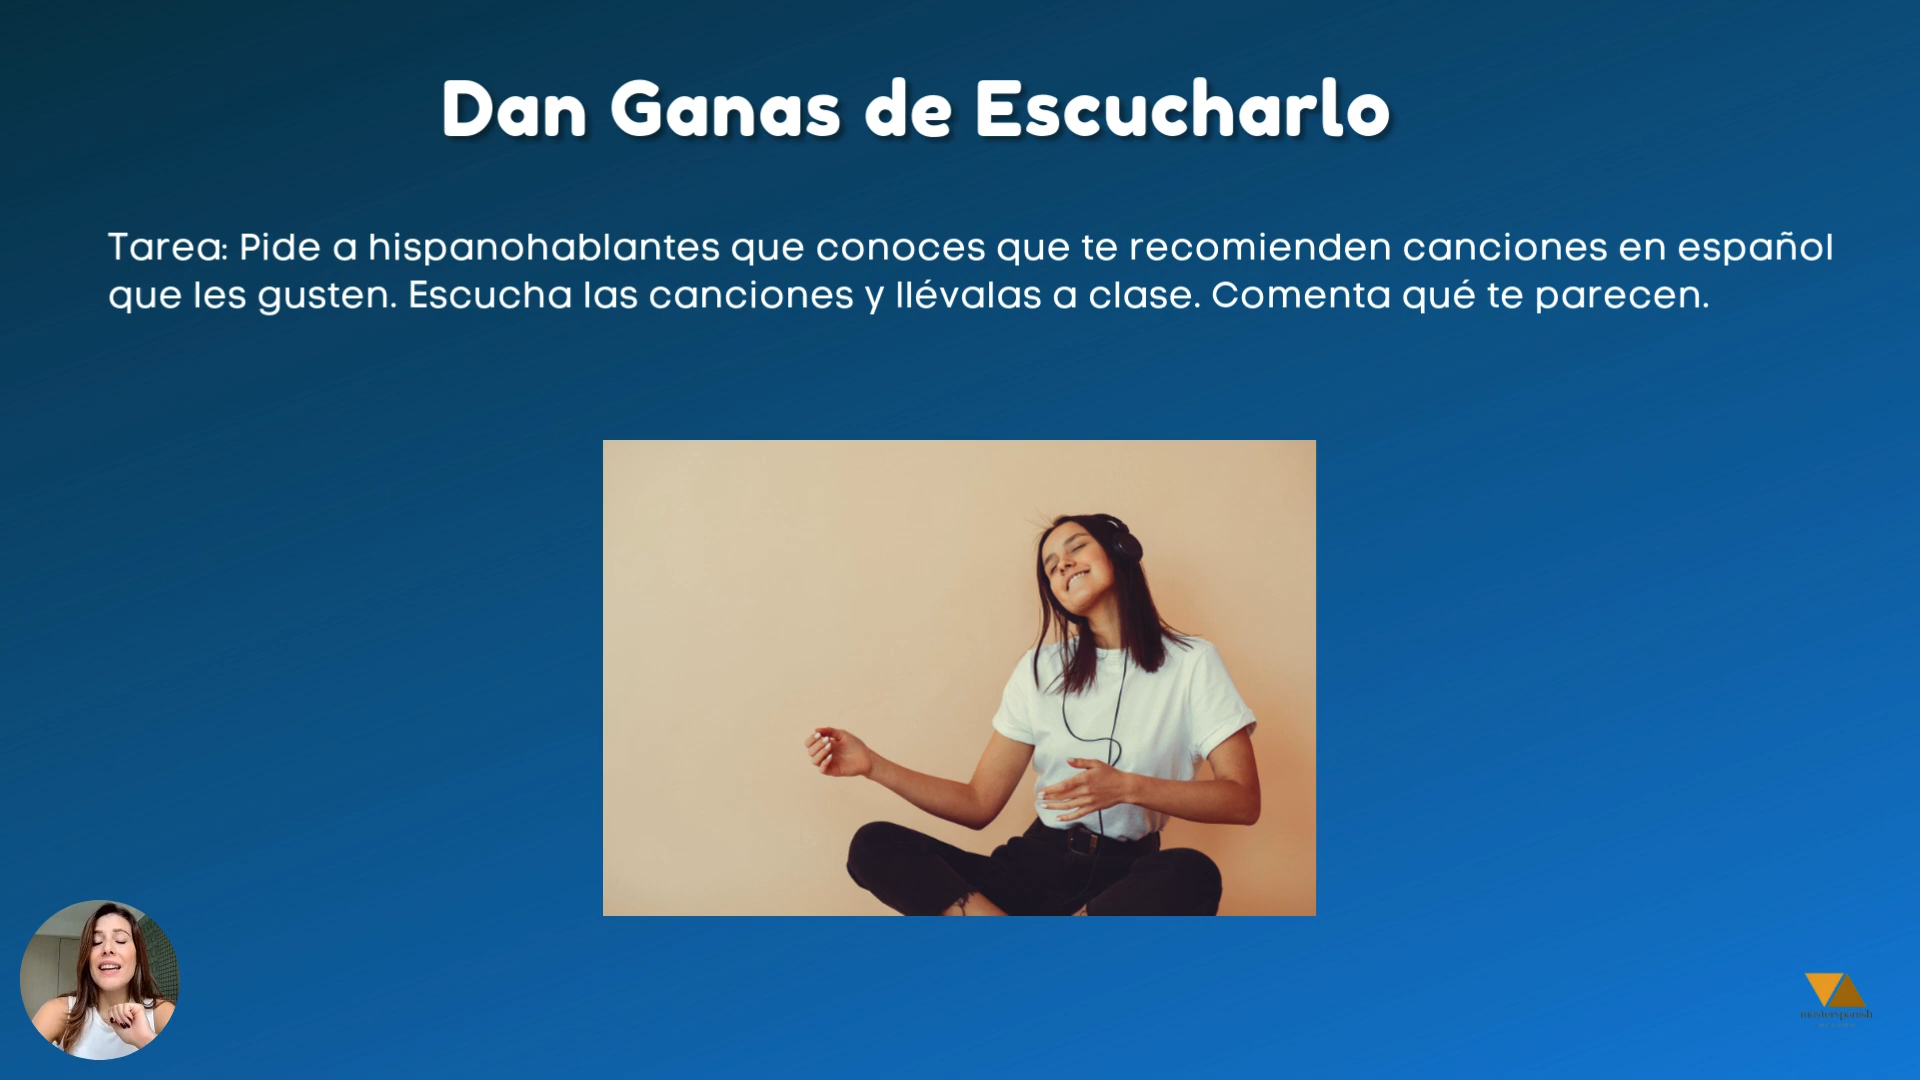 Dan Ganas de Escucharlo
Tarea: Pide a hispanohablantes que conoces que te recomienden canciones en español
que les gusten. Escucha las canciones y llévalas a clase. Comenta qué te parecen.